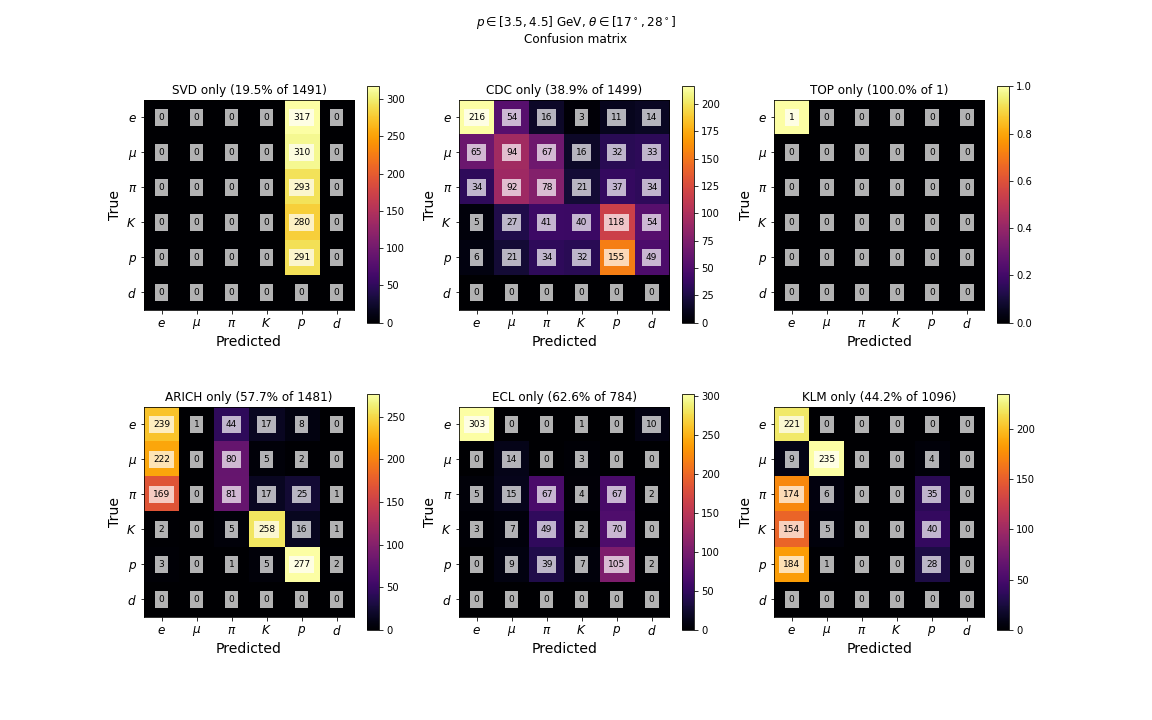 p ∈ [3.5, 4.5] GeV, θ ∈ [17°, 28°]
Confusion matrix
SVD only (19.5% of 1491)
e 0 0 0 0 317 0
μ 0 0 0 0 310 0
π 0 0 0 0 293 0
K 0 0 0 0 280 0
p 0 0 0 0 291 0
d 0 0 0 0 0 0
e μ π K p d
True
Predicted
300
250
200
150
100
50
0
CDC only (38.9% of 1499)
e 216 54 16 3 11 14
μ 65 94 67 16 32 33
π 34 92 78 21 37 34
K 5 27 41 40 118 54
p 6 21 34 32 155 49
d 0 0 0 0 0 0
e μ π K p d
True
Predicted
200
175
150
125
100
75
50
25
0
TOP only (100.0% of 1)
e 1 0 0 0 0 0
μ 0 0 0 0 0 0
π 0 0 0 0 0 0
K 0 0 0 0 0 0
p 0 0 0 0 0 0
d 0 0 0 0 0 0
e μ π K p d
True
Predicted
1.0
0.8
0.6
0.4
0.2
0.0
ARICH only (57.7% of 1481)
e 239 1 44 17 8 0
μ 222 0 80 5 2 0
π 169 0 81 17 25 1
K 2 0 5 258 16 1
p 3 0 1 5 277 2
d 0 0 0 0 0 0
e μ π K p d
True
Predicted
250
200
150
100
50
0
ECL only (62.6% of 784)
e 303 0 0 1 0 10
μ 0 14 0 3 0 0
π 5 15 67 4 67 2
K 3 7 49 2 70 0
p 0 9 39 7 105 2
d 0 0 0 0 0 0
e μ π K p d
True
Predicted
300
250
200
150
100
50
0
KLM only (44.2% of 1096)
e 221 0 0 0 0 0
μ 9 235 0 0 4 0
π 174 6 0 0 35 0
K 154 5 0 0 40 0
p 184 1 0 0 28 0
d 0 0 0 0 0 0
e μ π K p d
True
Predicted
200
150
100
50
0